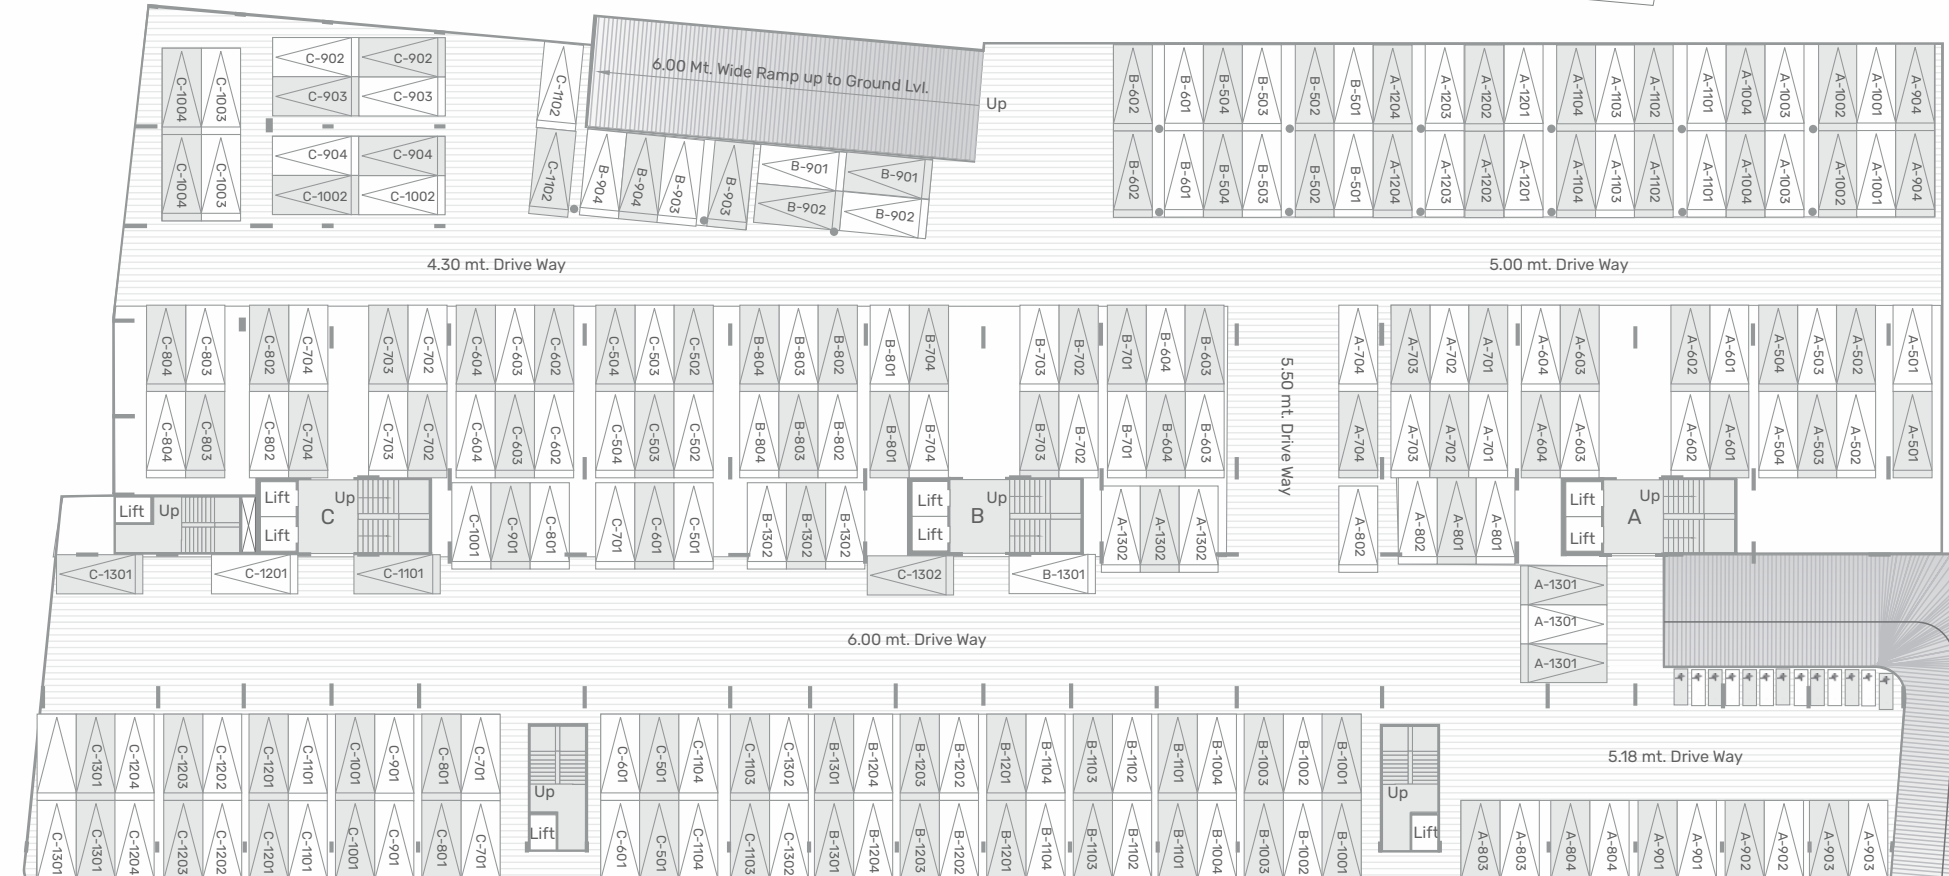 6.00 Mt. Wide Ramp up to Ground Lvl.
Up
C-1004 C-1003
C-902 C-902
C-903 C-903
C-1004 C-1003
C-904 C-904
C-1002 C-1002
C-1102
C-1102 B-904 B-904 B-903 B-903
B-901 B-901
B-902 B-902
B-602 B-601 B-504 B-503 B-502 B-501 A-1204 A-1203 A-1202 A-1201 A-1104 A-1103 A-1102 A-1101 A-1004 A-1003 A-1002 A-1001 A-904
B-602 B-601 B-504 B-503 B-502 B-501 A-1204 A-1203 A-1202 A-1201 A-1104 A-1103 A-1102 A-1101 A-1004 A-1003 A-1002 A-1001 A-904
4.30 mt. Drive Way
5.00 mt. Drive Way
C-804 C-803 C-802 C-704 C-703 C-702 C-604 C-603 C-602 C-504 C-503 C-502 B-804 B-803 B-802 B-801 B-704 B-703 B-702 B-701 B-604 B-603
A-704 A-703 A-702 A-701 A-604 A-603 A-602 A-601 A-504 A-503 A-502 A-501
C-804 C-803 C-802 C-704 C-703 C-702 C-604 C-603 C-602 C-504 C-503 C-502 B-804 B-803 B-802 B-801 B-704 B-703 B-702 B-701 B-604 B-603
5.50 mt. Drive Way
A-704 A-703 A-702 A-701 A-604 A-603 A-602 A-601 A-504 A-503 A-502 A-501
Lift Up
Lift
Lift
C
Up
C-1001 C-901 C-801 C-701 C-601 C-501 B-1302 B-1302 B-1302
Lift
Lift
B
Up
A-1302 A-1302 A-1302
A-802 A-802 A-801 A-801
Lift
Lift
A
Up
C-1301 C-1201 C-1101 C-1302 B-1301
A-1301
A-1301
A-1301
6.00 mt. Drive Way
C-1301 C-1204 C-1203 C-1202 C-1201 C-1101 C-1001 C-901 C-801 C-701
Up
Lift
C-601 C-501 C-1104 C-1103 C-1302 B-1301 B-1204 B-1203 B-1202 B-1201 B-1104 B-1103 B-1102 B-1101 B-1004 B-1003 B-1002 B-1001
Up
Lift
5.18 mt. Drive Way
C-1301 C-1301 C-1204 C-1203 C-1202 C-1201 C-1101 C-1001 C-901 C-801 C-701
C-601 C-501 C-1104 C-1103 C-1302 B-1301 B-1204 B-1203 B-1202 B-1201 B-1104 B-1103 B-1102 B-1101 B-1004 B-1003 B-1002 B-1001
A-803 A-803 A-804 A-804 A-901 A-901 A-902 A-902 A-903 A-903